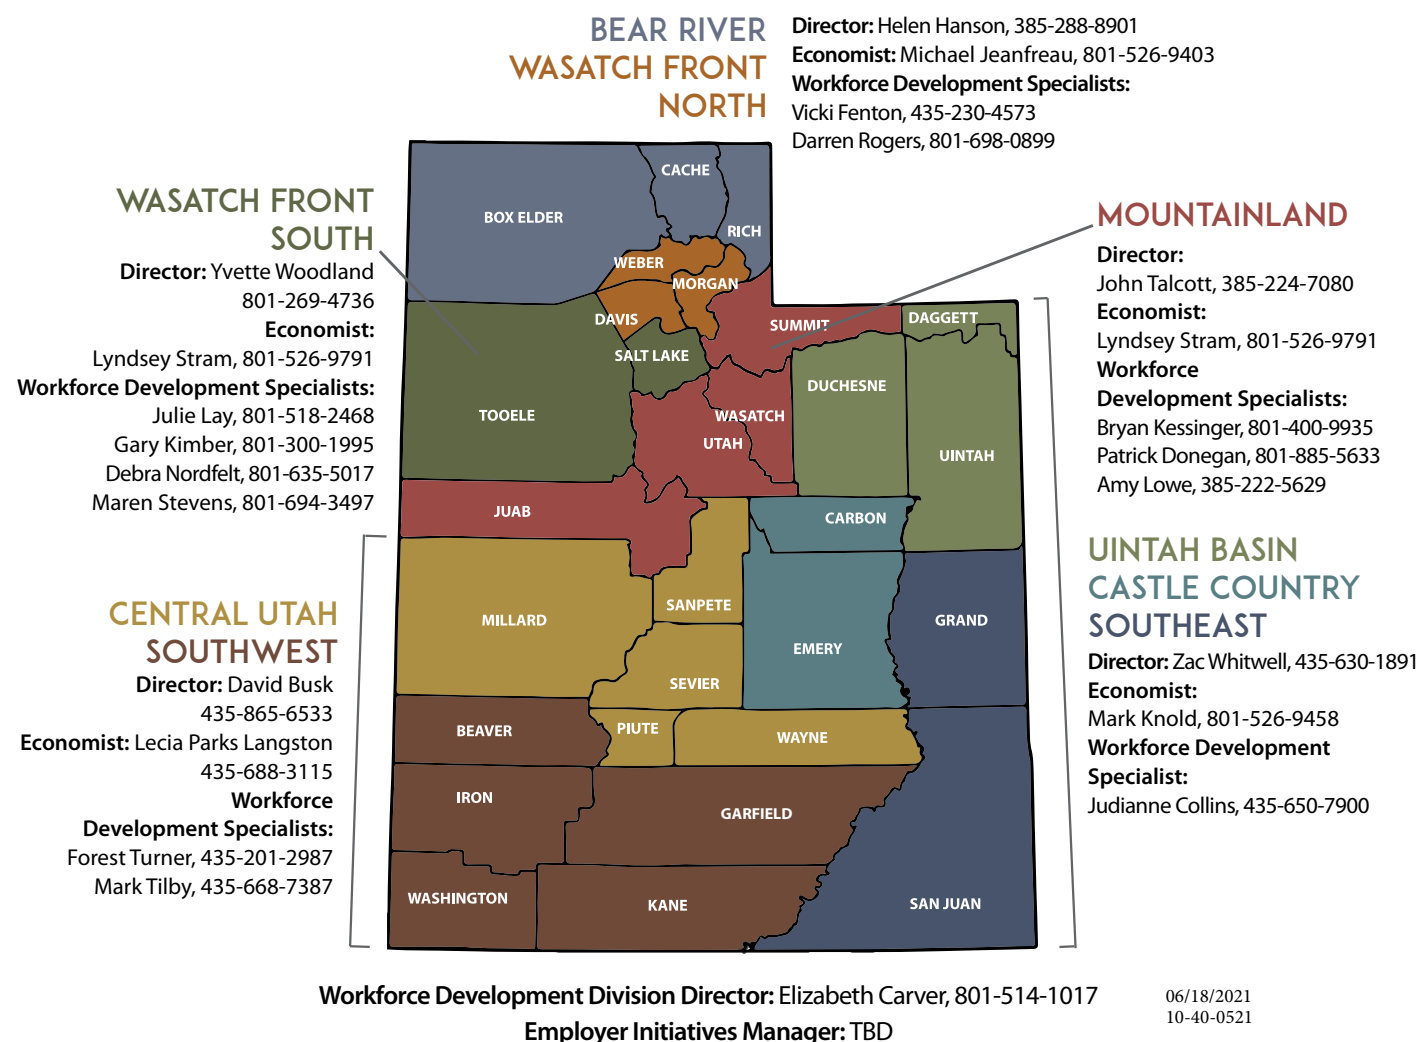 BEAR RIVER
WASATCH FRONT
NORTH
Director: Helen Hanson, 385-288-8901
Economist: Michael Jeanfreau, 801-526-9403
Workforce Development Specialists:
Vicki Fenton, 435-230-4573
Darren Rogers, 801-698-0899
WASATCH FRONT
SOUTH
Director: Yvette Woodland
801-269-4736
Economist:
Lyndsey Stram, 801-526-9791
Workforce Development Specialists:
Julie Lay, 801-518-2468
Gary Kimber, 801-300-1995
Debra Nordfelt, 801-635-5017
Maren Stevens, 801-694-3497
CENTRAL UTAH
SOUTHWEST
Director: David Busk
435-865-6533
Economist: Lecia Parks Langston
435-688-3115
Workforce
Development Specialists:
Forest Turner, 435-201-2987
Mark Tilby, 435-668-7387
CACHE
BOX ELDER
RICH
WEBER
MORGAN
DAVIS
SUMMIT
DAGGETT
SALT LAKE
DUCHESNE
TOOELE
WASATCH
UTAH
UINTAH
JUAB
CARBON
SANPETE
MILLARD
GRAND
EMERY
SEVIER
BEAVER
PIUTE
WAYNE
IRON
GARFIELD
WASHINGTON
KANE
SAN JUAN
MOUNTAINLAND
Director:
John Talcott, 385-224-7080
Economist:
Lyndsey Stram, 801-526-9791
Workforce
Development Specialists:
Bryan Kessinger, 801-400-9935
Patrick Donegan, 801-885-5633
Amy Lowe, 385-222-5629
UINTAH BASIN
CASTLE COUNTRY
SOUTHEAST
Director: Zac Whitwell, 435-630-1891
Economist:
Mark Knold, 801-526-9458
Workforce Development
Specialist:
Judianne Collins, 435-650-7900
Workforce Development Division Director: Elizabeth Carver, 801-514-1017
Employer Initiatives Manager: TBD
06/18/2021
10-40-0521